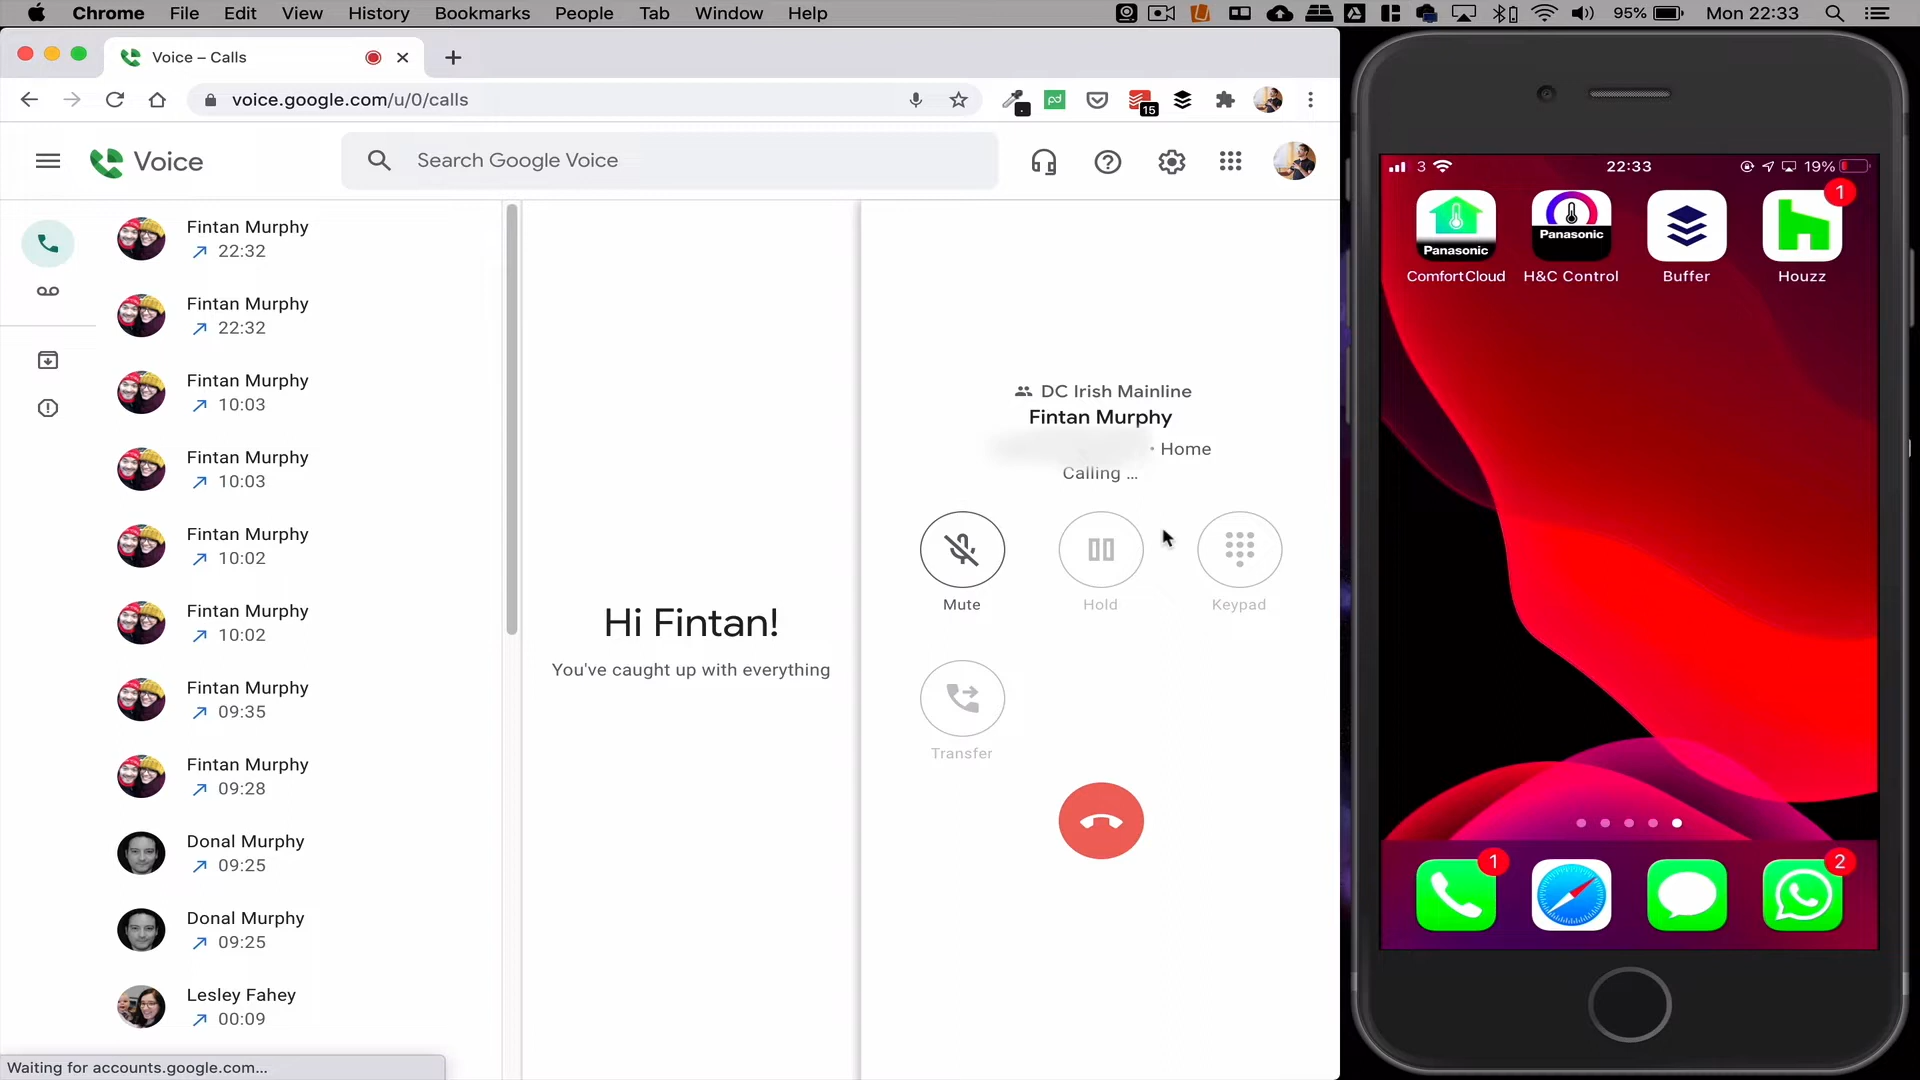 Chrome File Edit View History Bookmarks People Tab Window Help 95% Mon 22:33
Voice – Calls
voice.google.com/u/0/calls
15
Voice
Search Google Voice
Fintan Murphy
22:32
Fintan Murphy
22:32
Fintan Murphy
10:03
Fintan Murphy
10:03
Fintan Murphy
10:02
Fintan Murphy
10:02
Fintan Murphy
09:35
Fintan Murphy
09:28
Donal Murphy
09:25
Donal Murphy
09:25
Lesley Fahey
00:09
Waiting for accounts.google.com...
Hi Fintan!
You've caught up with everything
DC Irish Mainline
Fintan Murphy
• Home
Calling ...
Mute Hold Keypad
Transfer
3 22:33 19%
1
Panasonic Panasonic
ComfortCloud H&C Control Buffer Houzz
1 2